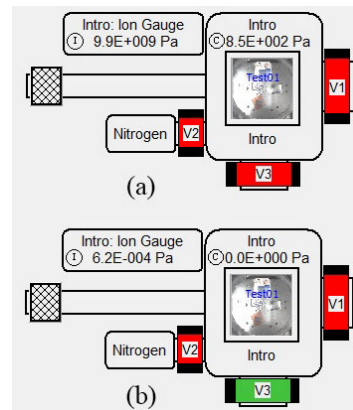 Intro: Ion Gauge
I 9.9E+009 Pa
Intro
C 8.5E+002 Pa
Test01
V1
Nitrogen
V2
Intro
V3
(a)
Intro: Ion Gauge
I 6.2E-004 Pa
Intro
C 0.0E+000 Pa
Test01
V1
Nitrogen
V2
Intro
V3
(b)